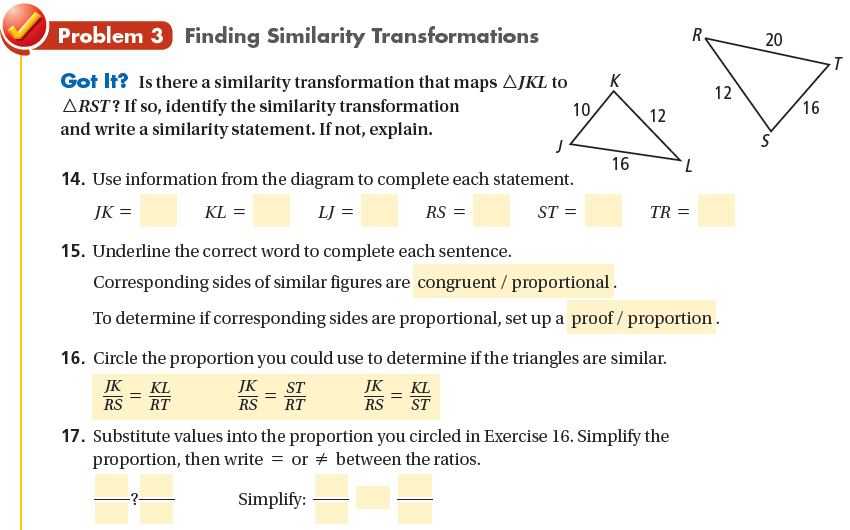 Problem 3 Finding Similarity Transformations
Got It? Is there a similarity transformation that maps △JKL to
△RST? If so, identify the similarity transformation
and write a similarity statement. If not, explain.
R
20
T
12
16
S
K
10
12
J
16
L
14. Use information from the diagram to complete each statement.
JK = KL = LJ = RS = ST = TR =
15. Underline the correct word to complete each sentence.
Corresponding sides of similar figures are congruent / proportional .
To determine if corresponding sides are proportional, set up a proof / proportion .
16. Circle the proportion you could use to determine if the triangles are similar.
JK/RS = KL/RT JK/RS = ST/RT JK/RS = KL/ST
17. Substitute values into the proportion you circled in Exercise 16. Simplify the
proportion, then write = or ≠ between the ratios.
? Simplify: